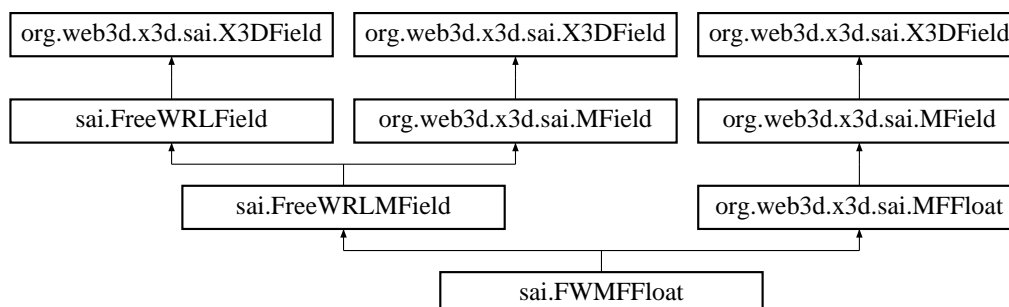 org.web3d.x3d.sai.X3DField
org.web3d.x3d.sai.X3DField
org.web3d.x3d.sai.X3DField
sai.FreeWRLField
org.web3d.x3d.sai.MField
org.web3d.x3d.sai.MField
sai.FreeWRLMField
org.web3d.x3d.sai.MFFloat
sai.FWMFFloat